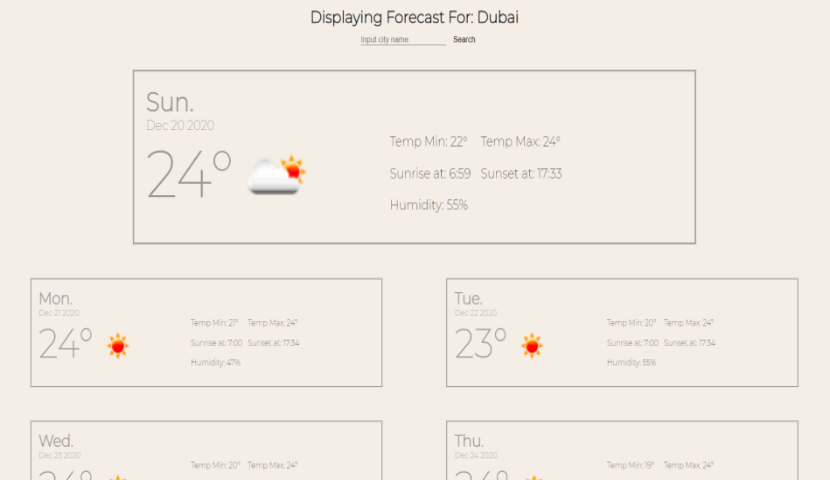 Displaying Forecast For: Dubai
Input city name Search
Sun.
Dec 20 2020
24°
Temp Min: 22° Temp Max: 24°
Sunrise at: 6:59 Sunset at: 17:33
Humidity: 55%
Mon.
Dec 21 2020
24°
Temp Min: 21° Temp Max: 24°
Sunrise at: 7:00 Sunset at: 17:34
Humidity: 47%
Tue.
Dec 22 2020
23°
Temp Min: 20° Temp Max: 24°
Sunrise at: 7:00 Sunset at: 17:34
Humidity: 55%
Wed.
Dec 23 2020
24°
Temp Min: 20° Temp Max: 24°
Thu.
Dec 24 2020
24°
Temp Min: 19° Temp Max: 24°